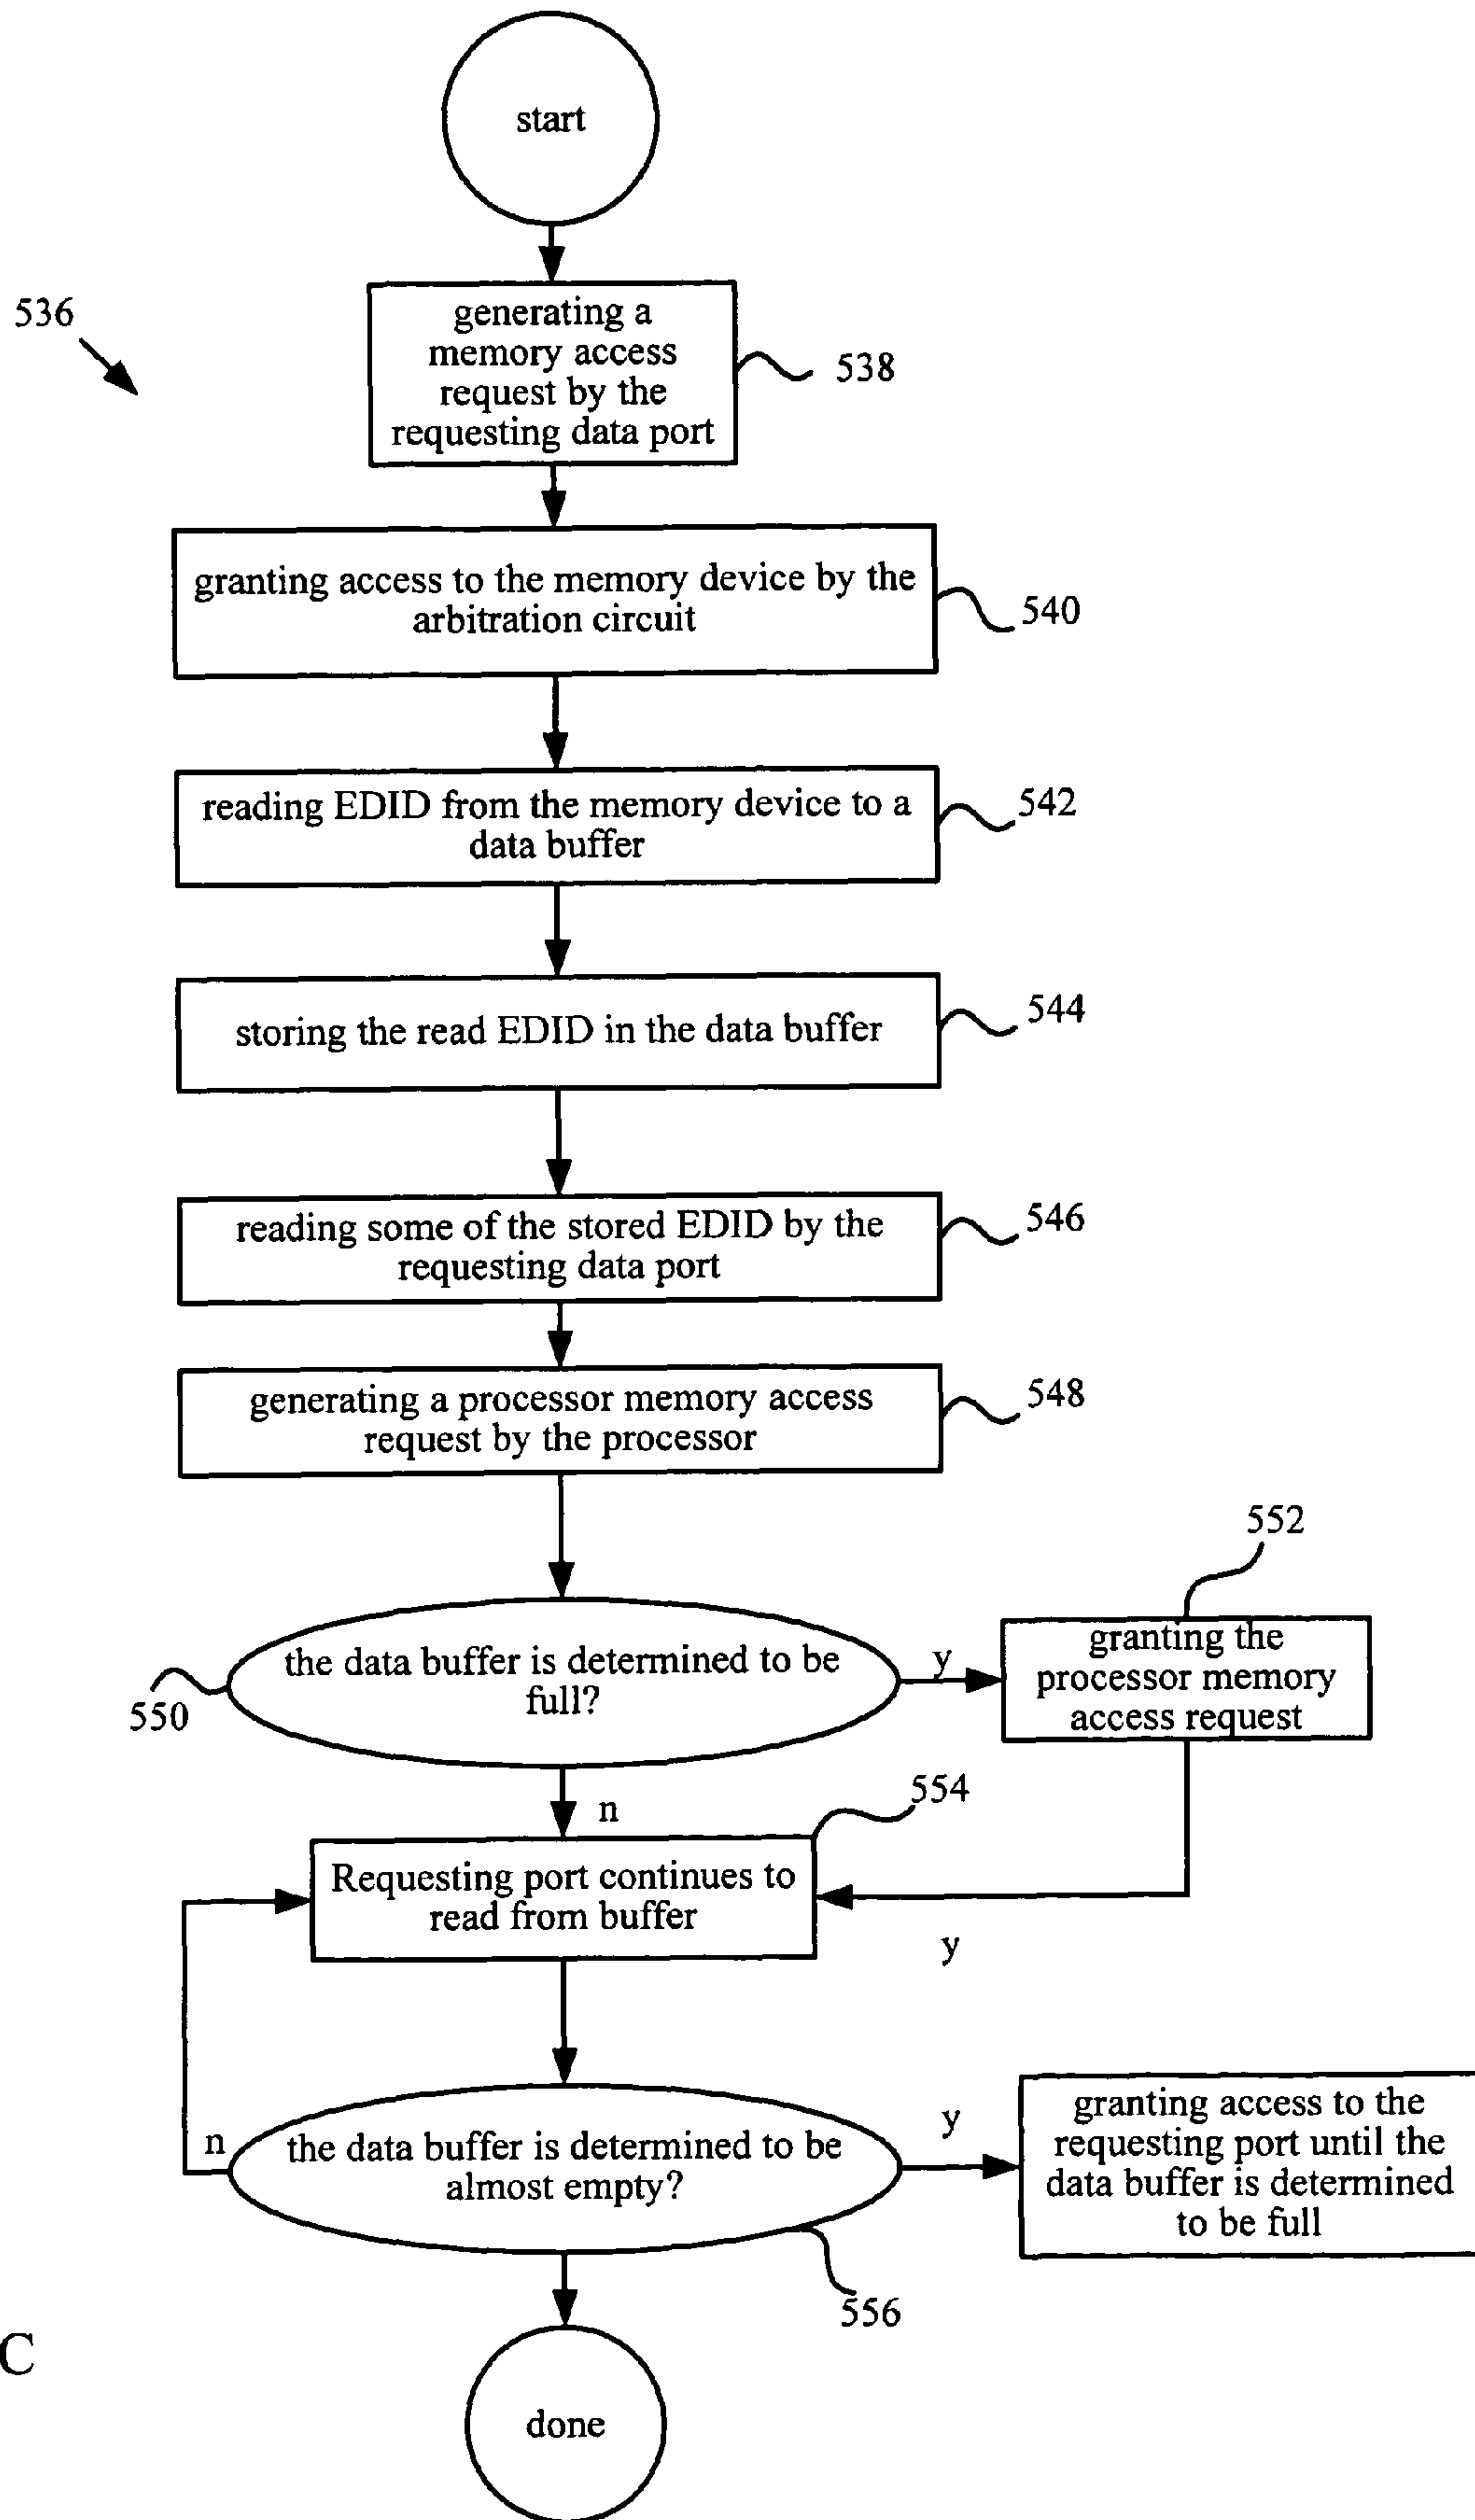 start
536
generating a
memory access
request by the
requesting data port
538
granting access to the memory device by the
arbitration circuit
540
reading EDID from the memory device to a
data buffer
542
storing the read EDID in the data buffer
544
reading some of the stored EDID by the
requesting data port
546
generating a processor memory access
request by the processor
548
552
the data buffer is determined to be
full?
y
granting the
processor memory
access request
550
n
554
Requesting port continues to
read from buffer
y
n
the data buffer is determined to be
almost empty?
y
granting access to the
requesting port until the
data buffer is determined
to be full
556
C
done